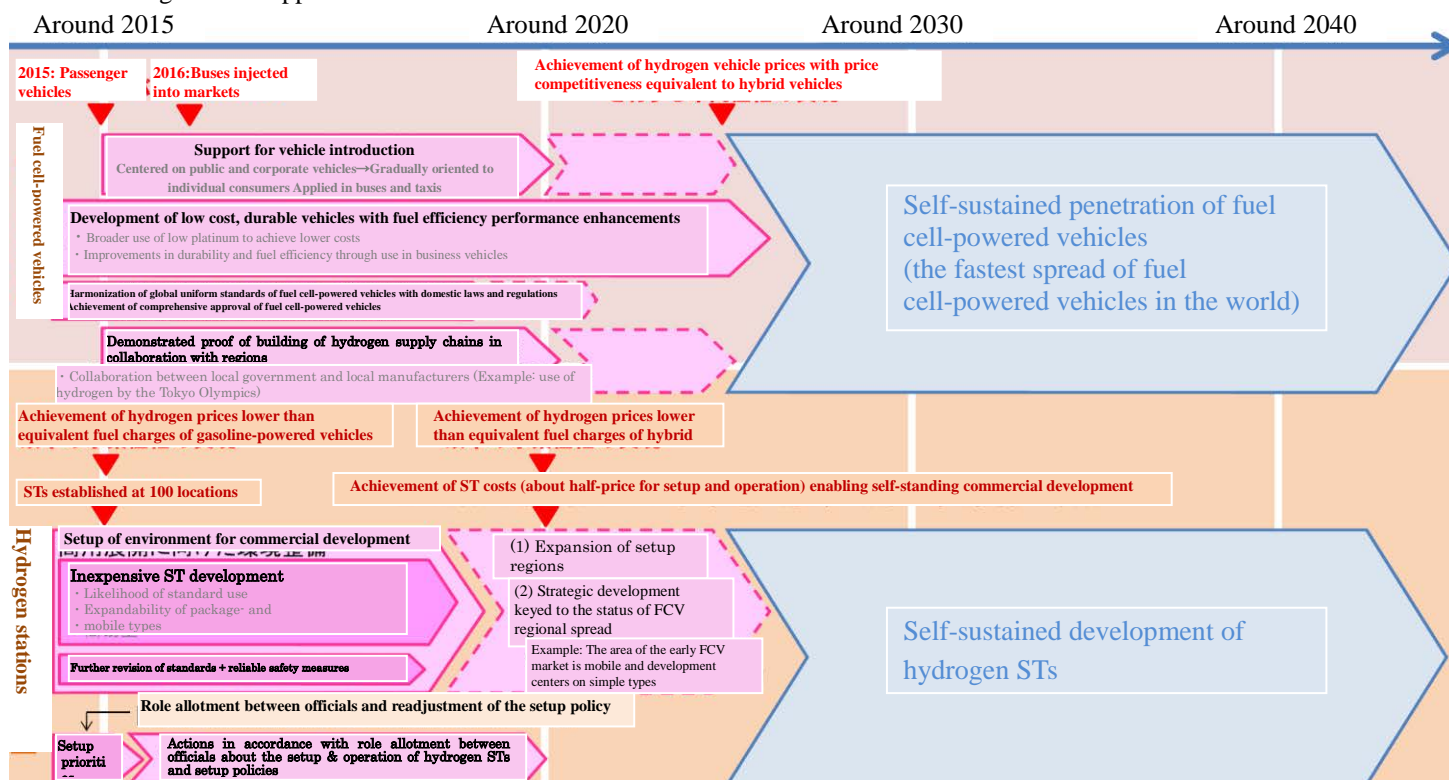 Around 2015
Around 2020
Around 2030
Around 2040
2015: Passenger
vehicles
2016:Buses injected
into markets
Achievement of hydrogen vehicle prices with price
competitiveness equivalent to hybrid vehicles
Fuel cell-powered vehicles
Support for vehicle introduction
Centered on public and corporate vehicles→Gradually oriented to
individual consumers Applied in buses and taxis
Development of low cost, durable vehicles with fuel efficiency performance enhancements
・Broader use of low platinum to achieve lower costs
・Improvements in durability and fuel efficiency through use in business vehicles
Harmonization of global uniform standards of fuel cell-powered vehicles with domestic laws and regulations
Achievement of comprehensive approval of fuel cell-powered vehicles
Demonstrated proof of building of hydrogen supply chains in
collaboration with regions
・Collaboration between local government and local manufacturers (Example: use of
hydrogen by the Tokyo Olympics)
Self-sustained penetration of fuel
cell-powered vehicles
(the fastest spread of fuel
cell-powered vehicles in the world)
Achievement of hydrogen prices lower than
equivalent fuel charges of gasoline-powered vehicles
Achievement of hydrogen prices lower
than equivalent fuel charges of hybrid
STs established at 100 locations
Achievement of ST costs (about half-price for setup and operation) enabling self-standing commercial development
Hydrogen stations
Setup of environment for commercial development
商用展開に向けた環境整備
Inexpensive ST development
・Likelihood of standard use
・Expandability of package- and
・mobile types
Further revision of standards + reliable safety measures
(1) Expansion of setup
regions
(2) Strategic development
keyed to the status of FCV
regional spread
Example: The area of the early FCV
market is mobile and development
centers on simple types
Self-sustained development of
hydrogen STs
Role allotment between officials and readjustment of the setup policy
Setup
prioriti
Actions in accordance with role allotment between
officials about the setup & operation of hydrogen STs
and setup policies